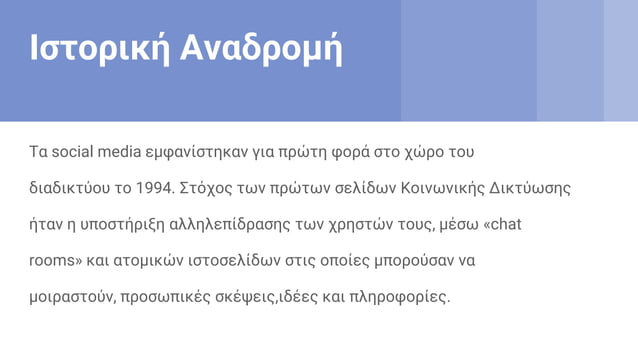 Ιστορική Αναδρομή
Τα social media εμφανίστηκαν για πρώτη φορά στο χώρο του
διαδικτύου το 1994. Στόχος των πρώτων σελίδων Κοινωνικής Δικτύωσης
ήταν η υποστήριξη αλληλεπίδρασης των χρηστών τους, μέσω «chat
rooms» και ατομικών ιστοσελίδων στις οποίες μπορούσαν να
μοιραστούν, προσωπικές σκέψεις,ιδέες και πληροφορίες.